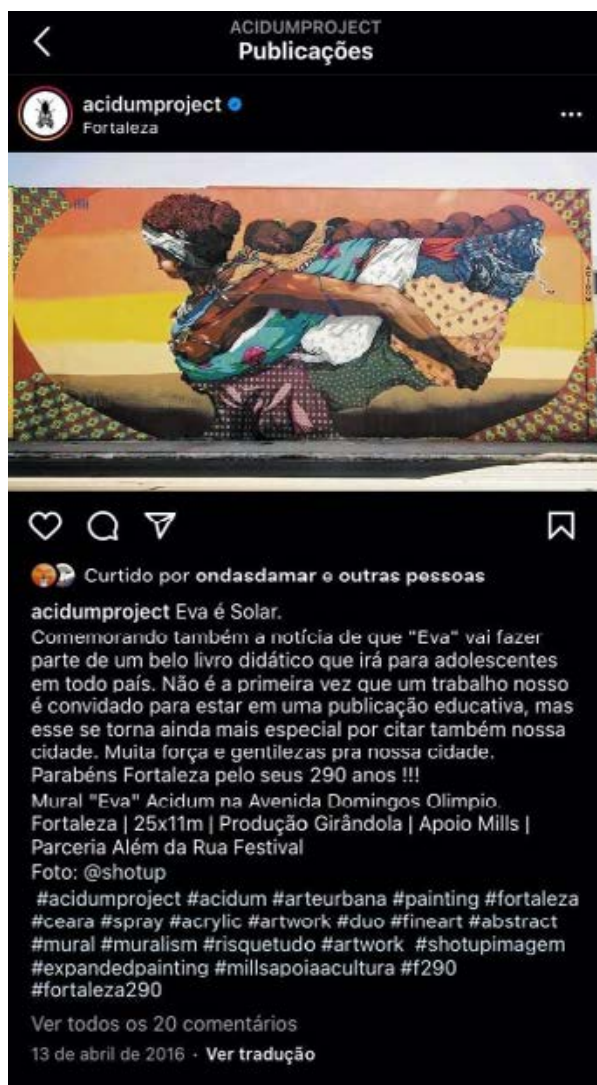 ACIDUMPROJECT
Publicações
acidumproject
Fortaleza
Curtido por ondasdamar e outras pessoas
acidumproject Eva é Solar.
Comemorando também a notícia de que "Eva" vai fazer
parte de um belo livro didático que irá para adolescentes
em todo país. Não é a primeira vez que um trabalho nosso
é convidado para estar em uma publicação educativa, mas
esse se torna ainda mais especial por citar também nossa
cidade. Muita força e gentilezas pra nossa cidade.
Parabéns Fortaleza pelo seus 290 anos !!!
Mural "Eva" Acidum na Avenida Domingos Olimpio.
Fortaleza | 25x11m | Produção Girândola | Apoio Mills |
Parceria Além da Rua Festival
Foto: @shotup
#acidumproject #acidum #arteurbana #painting #fortaleza
#ceara #spray #acrylic #artwork #duo #fineart #abstract
#mural #muralism #risquetudo #artwork #shotupimagem
#expandedpainting #millsapoiaacultura #f290
#fortaleza290
Ver todos os 20 comentários
13 de abril de 2016 · Ver tradução